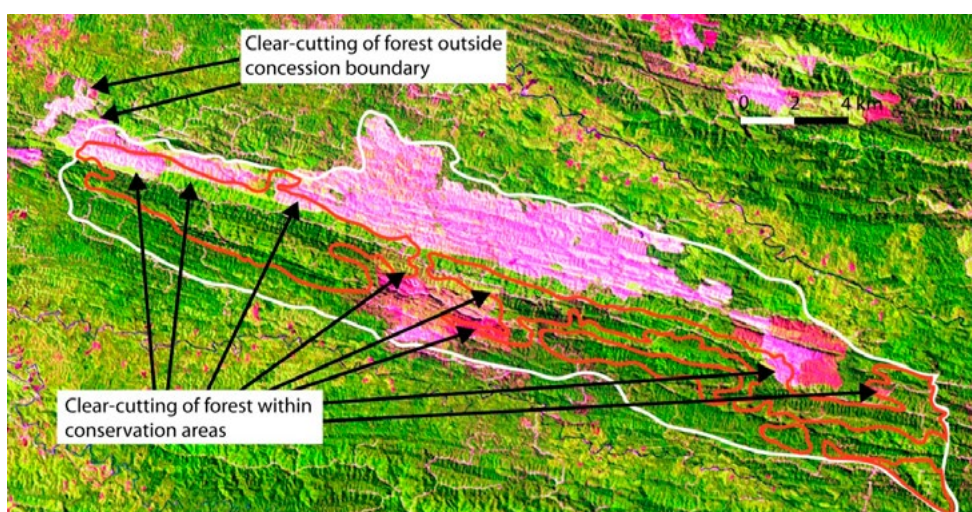 Clear-cutting of forest outside
concession boundary
0 2 4 Km
Clear-cutting of forest within
conservation areas